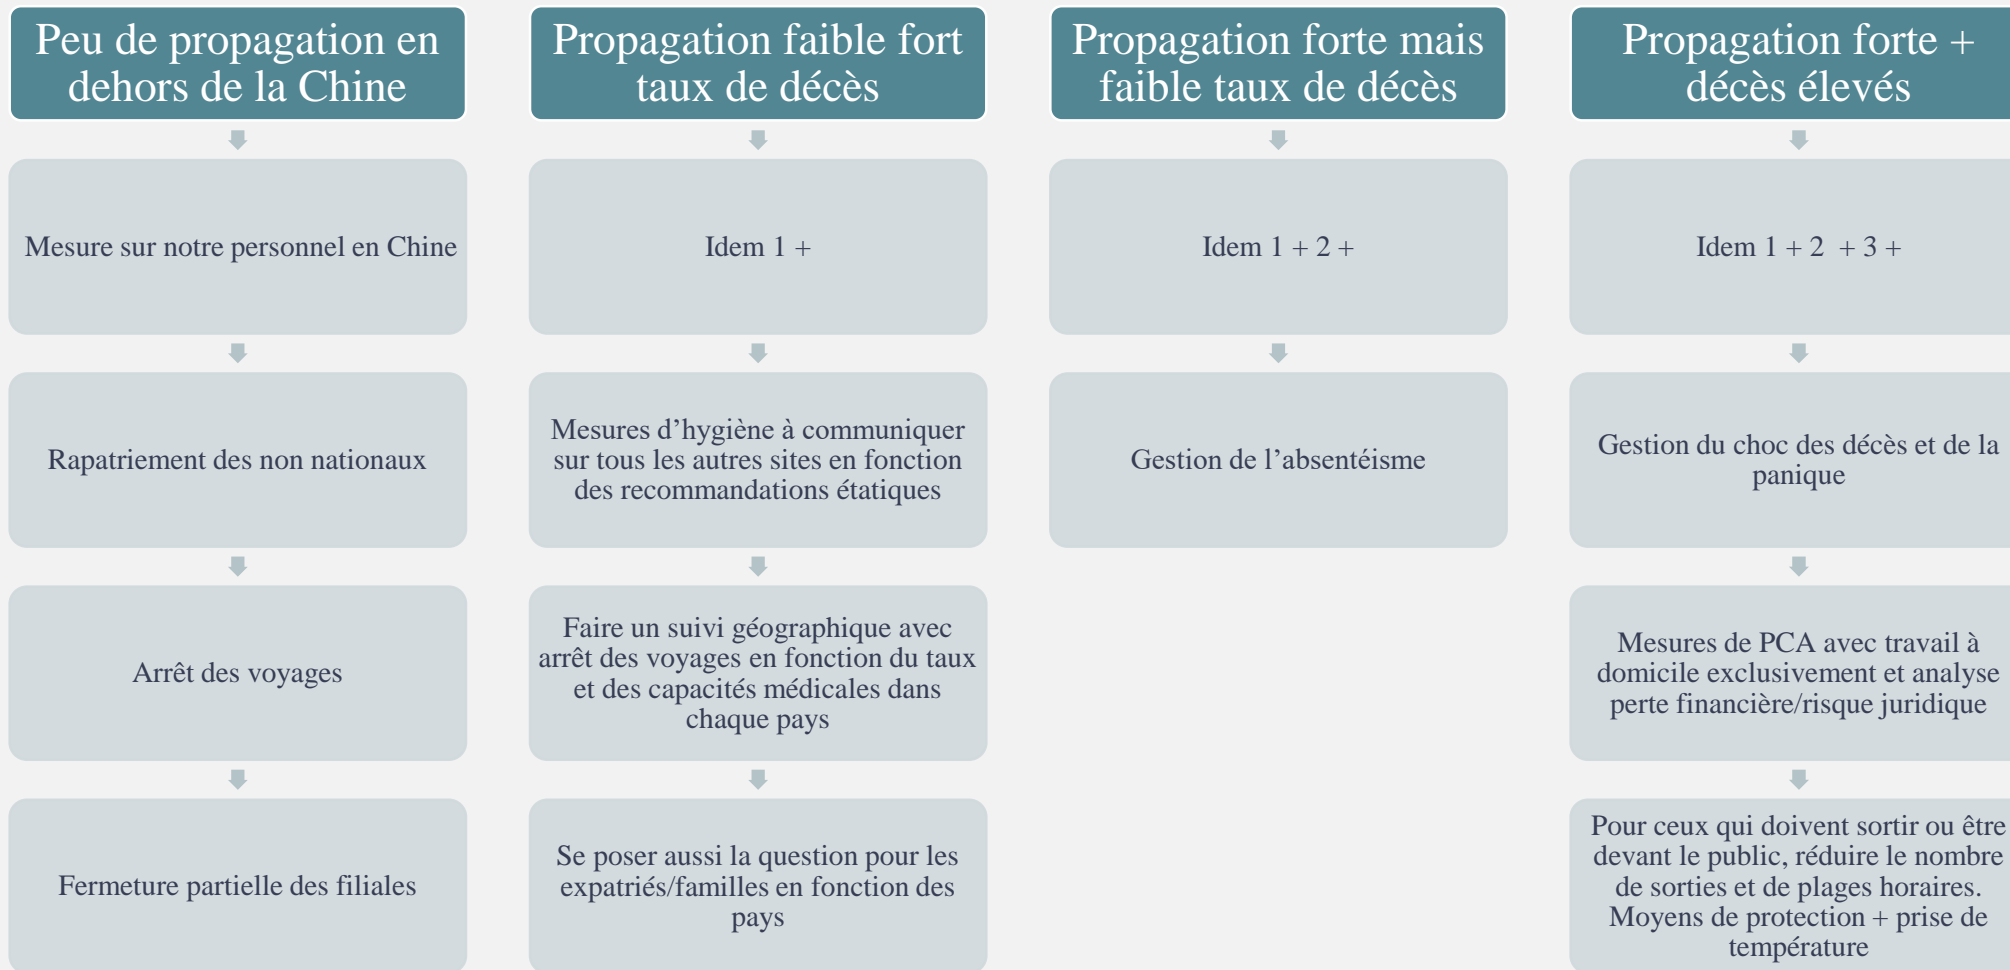 Peu de propagation en
dehors de la Chine
Mesure sur notre personnel en Chine
Rapatriement des non nationaux
Arrêt des voyages
Fermeture partielle des filiales
Propagation faible fort
taux de décès
Idem 1 +
Mesures d’hygiène à communiquer
sur tous les autres sites en fonction
des recommandations étatiques
Faire un suivi géographique avec
arrêt des voyages en fonction du taux
et des capacités médicales dans
chaque pays
Se poser aussi la question pour les
expatriés/familles en fonction des
pays
Propagation forte mais
faible taux de décès
Idem 1 + 2 +
Gestion de l’absentéisme
Propagation forte +
décès élevés
Idem 1 + 2  + 3 +
Gestion du choc des décès et de la
panique
Mesures de PCA avec travail à
domicile exclusivement et analyse
perte financière/risque juridique
Pour ceux qui doivent sortir ou être
devant le public, réduire le nombre
de sorties et de plages horaires.
Moyens de protection + prise de
température